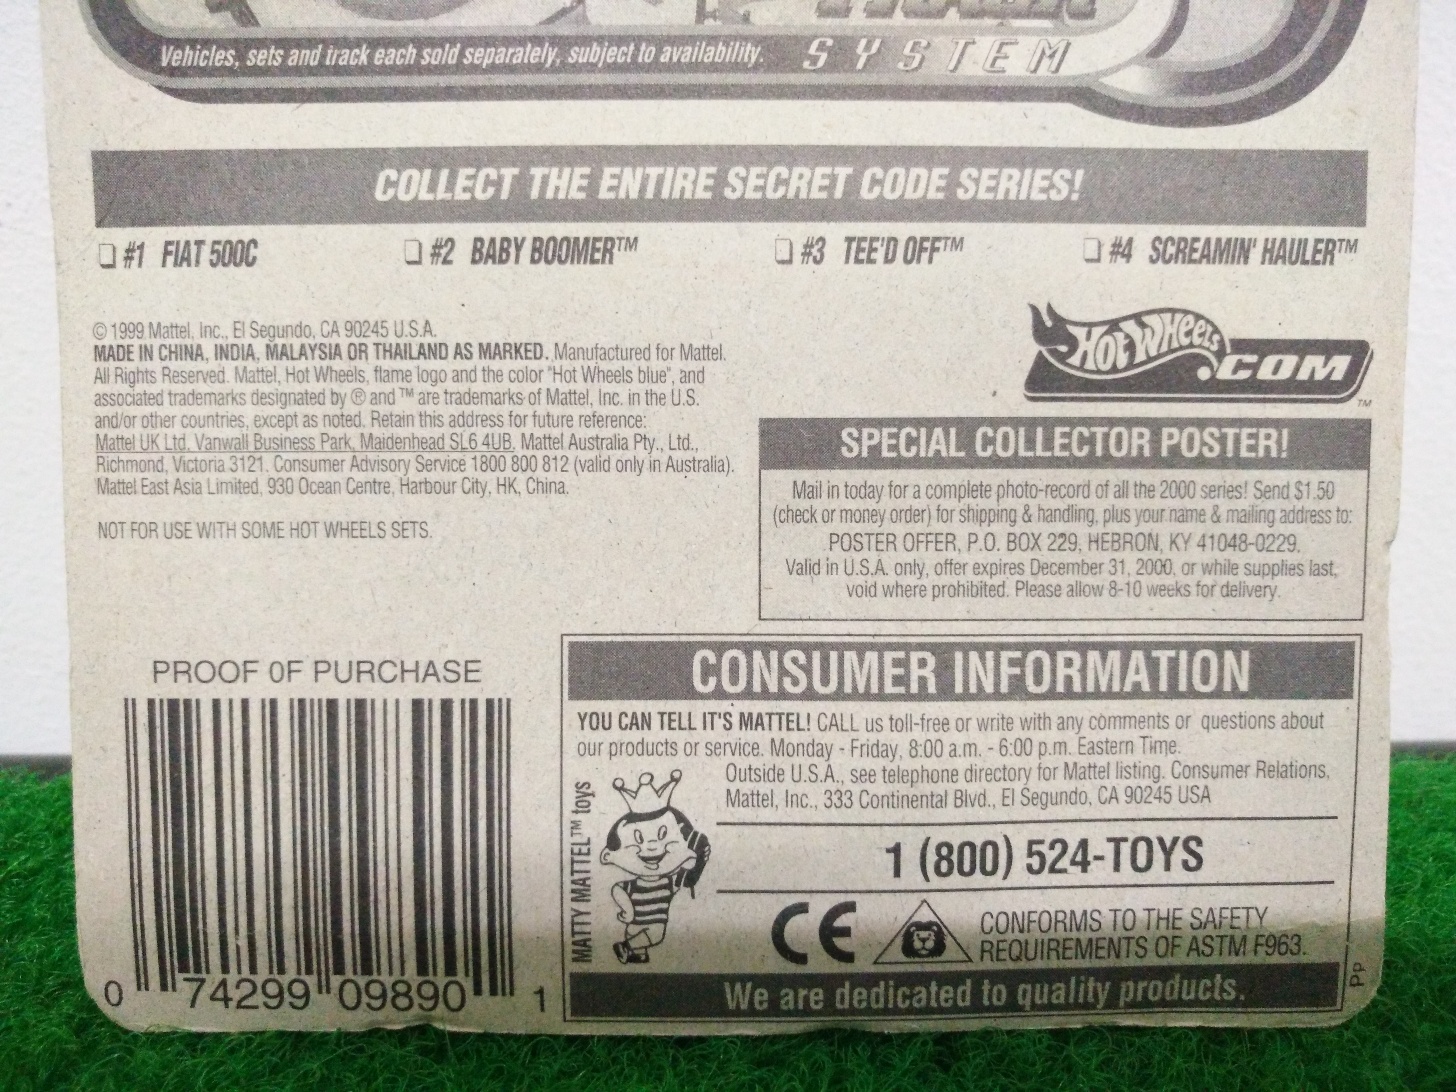 Vehicles, sets and track each sold separately, subject to availability.
SYSTEM
COLLECT THE ENTIRE SECRET CODE SERIES!
#1 FIAT 500C
#2 BABY BOOMER™
#3 TEE'D OFF™
#4 SCREAMIN' HAULER™
© 1999 Mattel, Inc., El Segundo, CA 90245 U.S.A.
MADE IN CHINA, INDIA, MALAYSIA OR THAILAND AS MARKED. Manufactured for Mattel.
All Rights Reserved. Mattel, Hot Wheels, flame logo and the color "Hot Wheels blue", and
associated trademarks designated by ® and ™ are trademarks of Mattel, Inc. in the U.S.
and/or other countries, except as noted. Retain this address for future reference:
Mattel UK Ltd, Vanwall Business Park, Maidenhead SL6 4UB. Mattel Australia Pty., Ltd.,
Richmond, Victoria 3121. Consumer Advisory Service 1800 800 812 (valid only in Australia).
Mattel East Asia Limited, 930 Ocean Centre, Harbour City, HK, China.
NOT FOR USE WITH SOME HOT WHEELS SETS.
Hot Wheels.COM™
SPECIAL COLLECTOR POSTER!
Mail in today for a complete photo-record of all the 2000 series! Send $1.50
(check or money order) for shipping & handling, plus your name & mailing address to:
POSTER OFFER, P.O. BOX 229, HEBRON, KY 41048-0229.
Valid in U.S.A. only, offer expires December 31, 2000, or while supplies last,
void where prohibited. Please allow 8-10 weeks for delivery.
PROOF OF PURCHASE
0 74299 09890 1
CONSUMER INFORMATION
YOU CAN TELL IT'S MATTEL! CALL us toll-free or write with any comments or questions about
our products or service. Monday - Friday, 8:00 a.m. - 6:00 p.m. Eastern Time.
Outside U.S.A., see telephone directory for Mattel listing. Consumer Relations,
Mattel, Inc., 333 Continental Blvd., El Segundo, CA 90245 USA
MATTY MATTEL™ toys
1 (800) 524-TOYS
CE
CONFORMS TO THE SAFETY
REQUIREMENTS OF ASTM F963.
We are dedicated to quality products.
Pp